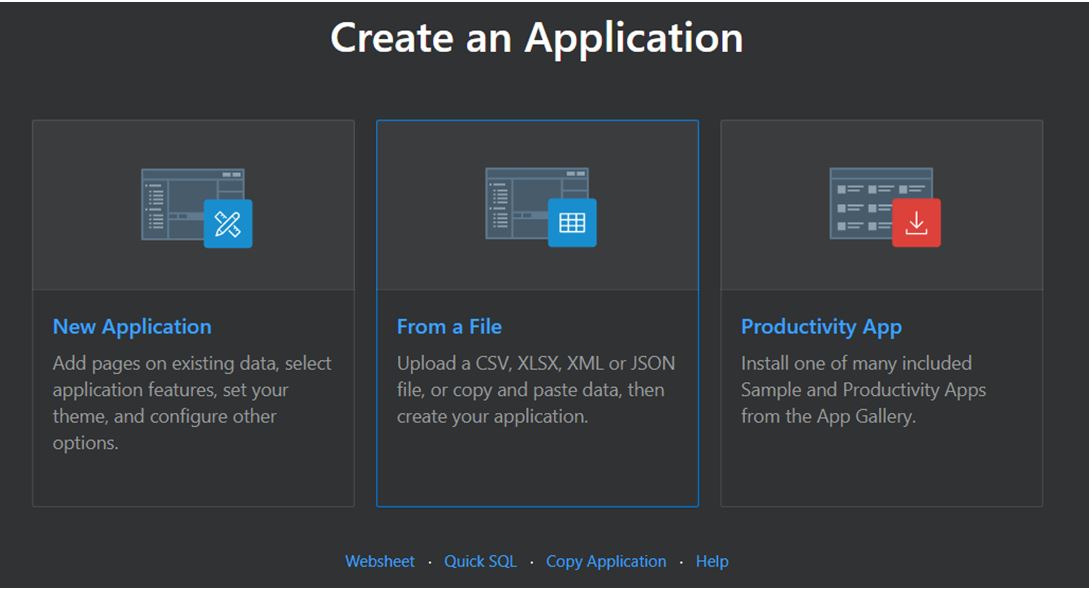 Create an Application
New Application
Add pages on existing data, select
application features, set your
theme, and configure other
options.
From a File
Upload a CSV, XLSX, XML or JSON
file, or copy and paste data, then
create your application.
Productivity App
Install one of many included
Sample and Productivity Apps
from the App Gallery.
Websheet · Quick SQL · Copy Application · Help